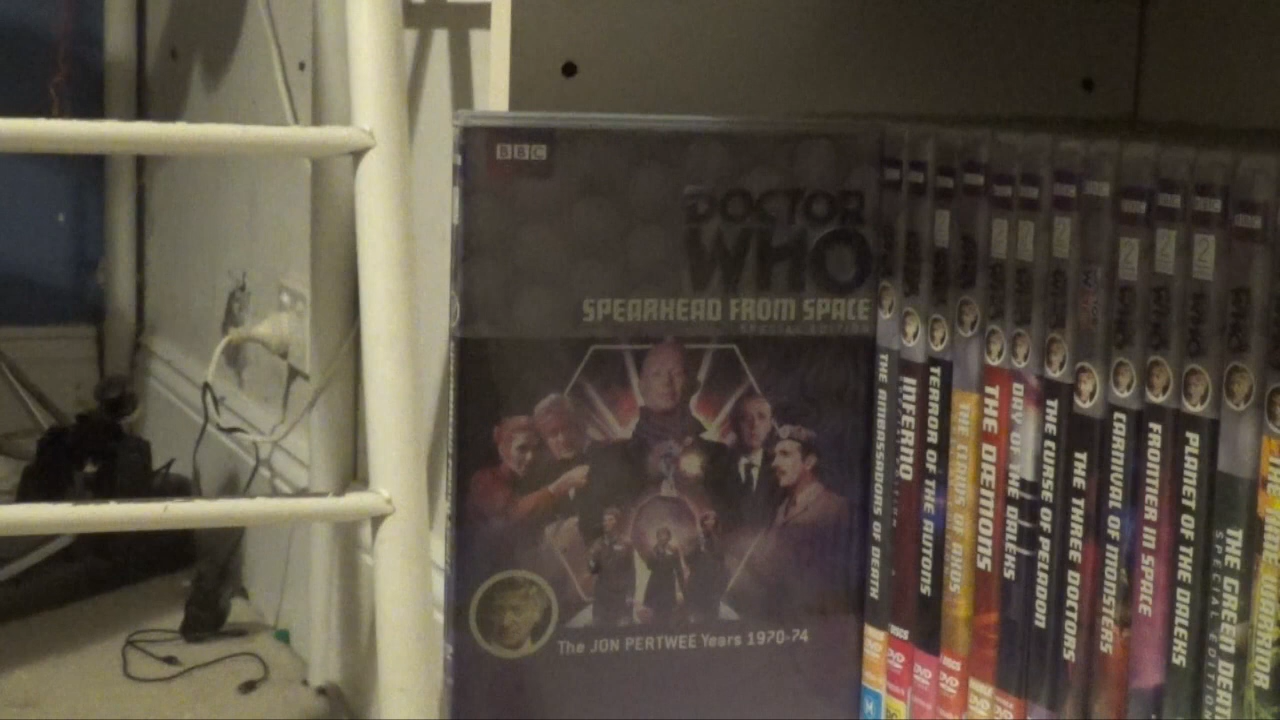 BBC
DOCTOR
WHO
SPEARHEAD FROM SPACE
SPECIAL EDITION
The JON PERTWEE Years 1970-74
THE AMBASSADORS OF DEATH
INFERNO
TERROR OF THE AUTONS
THE CLAWS OF AXOS
THE DAEMONS
DAY OF THE DALEKS
THE CURSE OF PELADON
THE THREE DOCTORS
CARNIVAL OF MONSTERS
FRONTIER IN SPACE
PLANET OF THE DALEKS
THE GREEN DEATH
SPECIAL EDITION
THE TIME WARRIOR